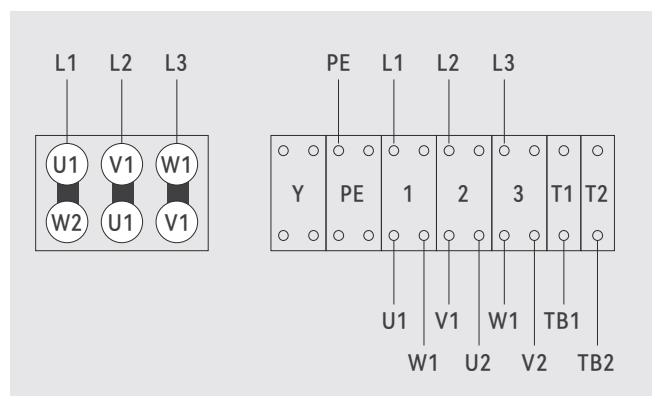 L1 L2 L3 PE L1 L2 L3
U1 V1 W1
Y PE 1 2 3 T1 T2
W2 U1 V1
U1 V1 W1 TB1
W1 U2 V2 TB2